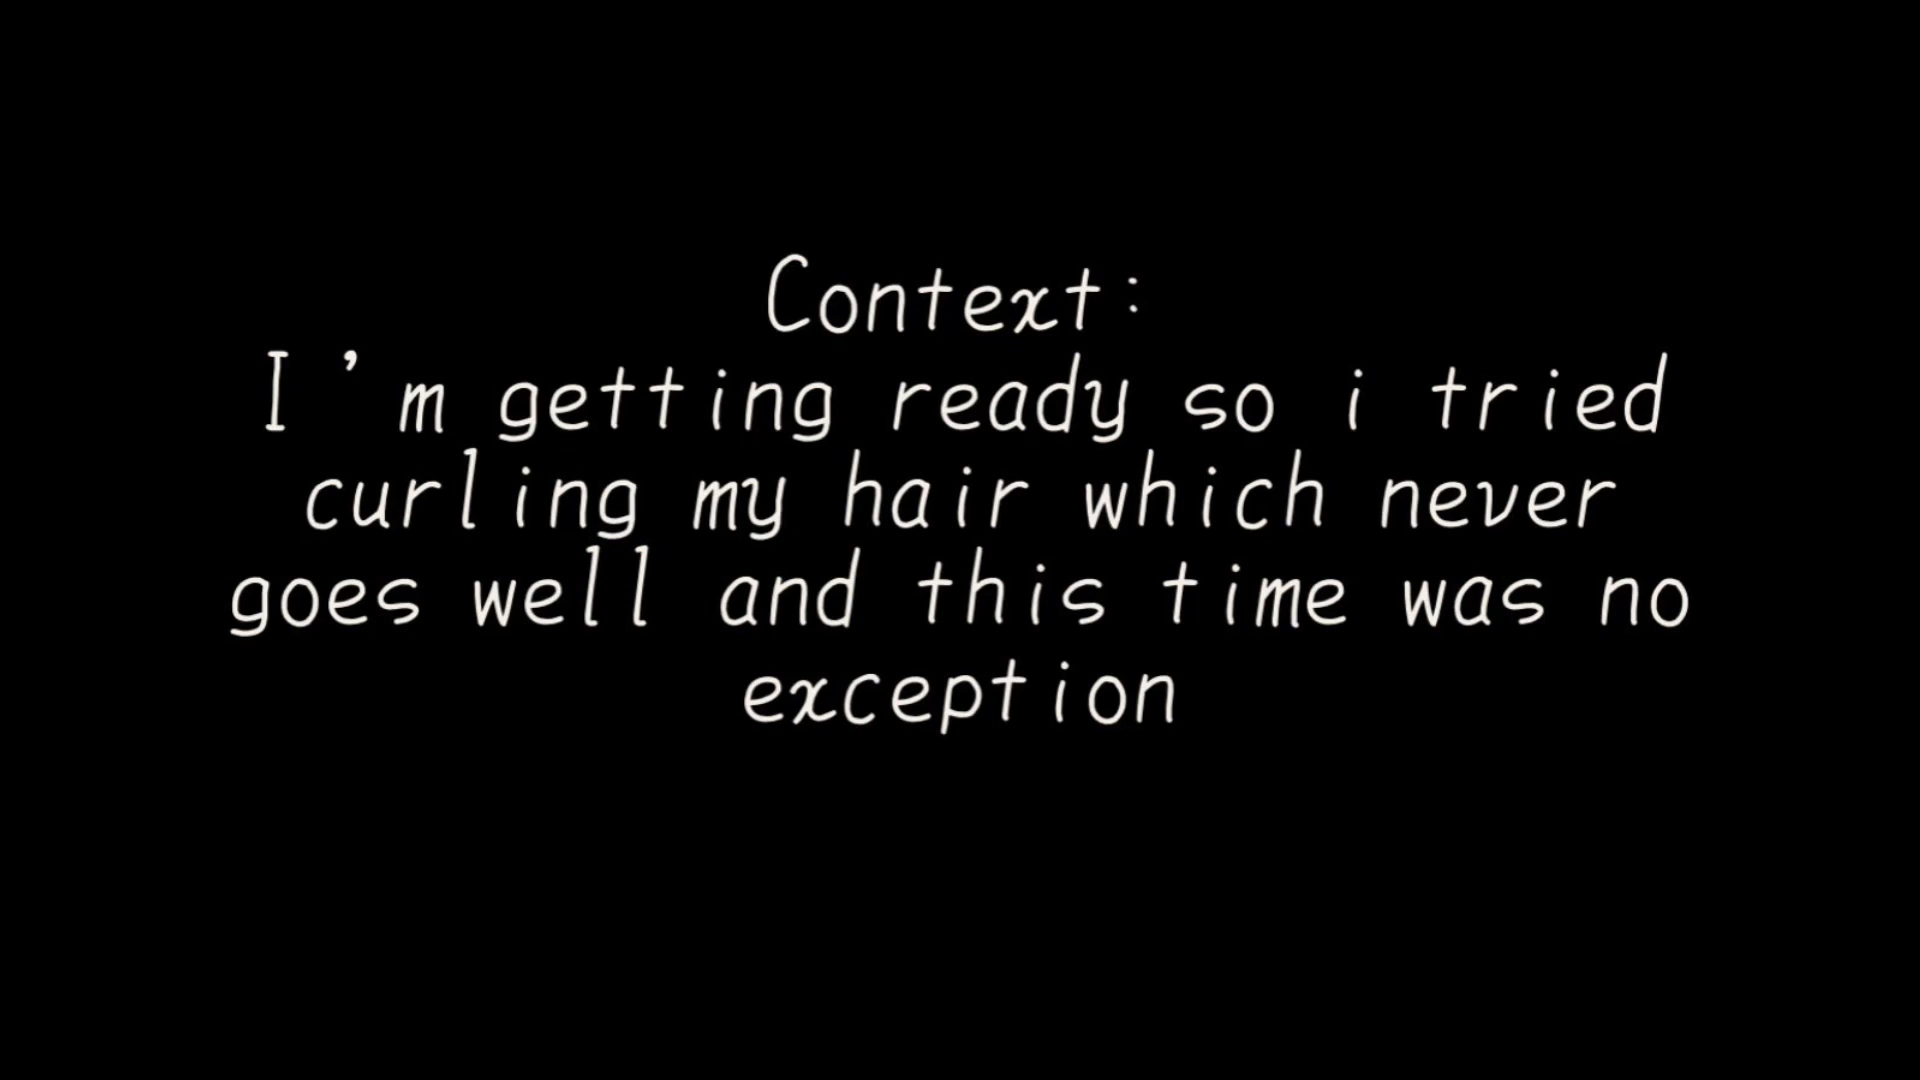 Context:
I'm getting ready so i tried
curling my hair which never
goes well and this time was no
exception